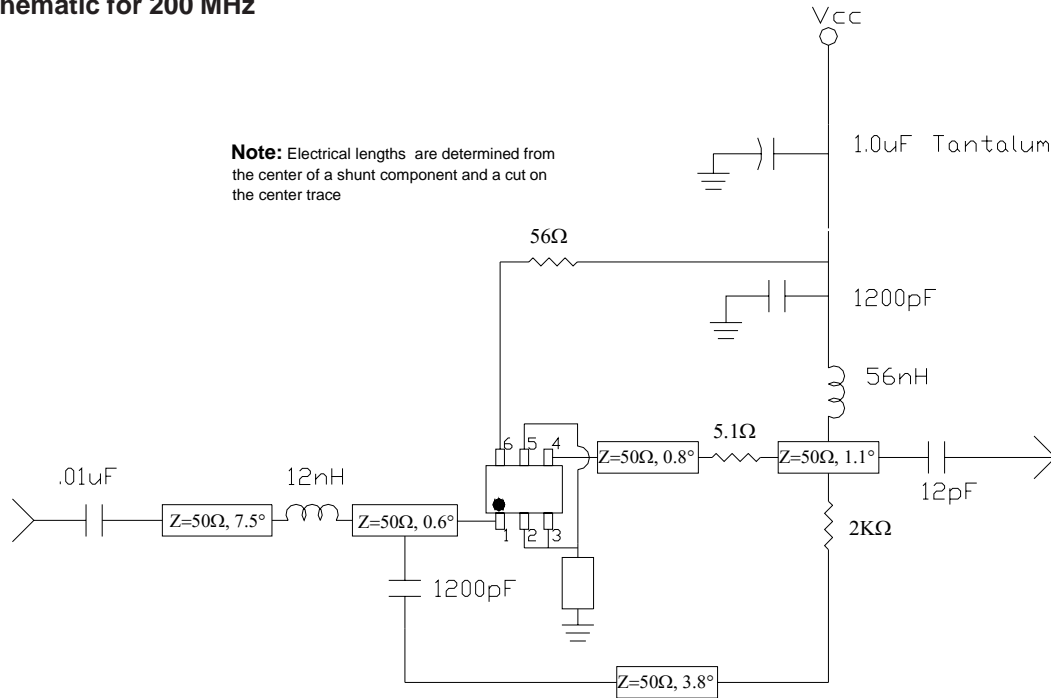 hematic for 200 MHz
Vcc
Note: Electrical lengths are determined from
the center of a shunt component and a cut on
the center trace
1.0uF Tantalum
56Ω
1200pF
56nH
6 5 4
5.1Ω
Z=50Ω, 0.8°
Z=50Ω, 1.1°
.01uF
12nH
12pF
Z=50Ω, 7.5°
Z=50Ω, 0.6°
1 2 3
2KΩ
1200pF
Z=50Ω, 3.8°